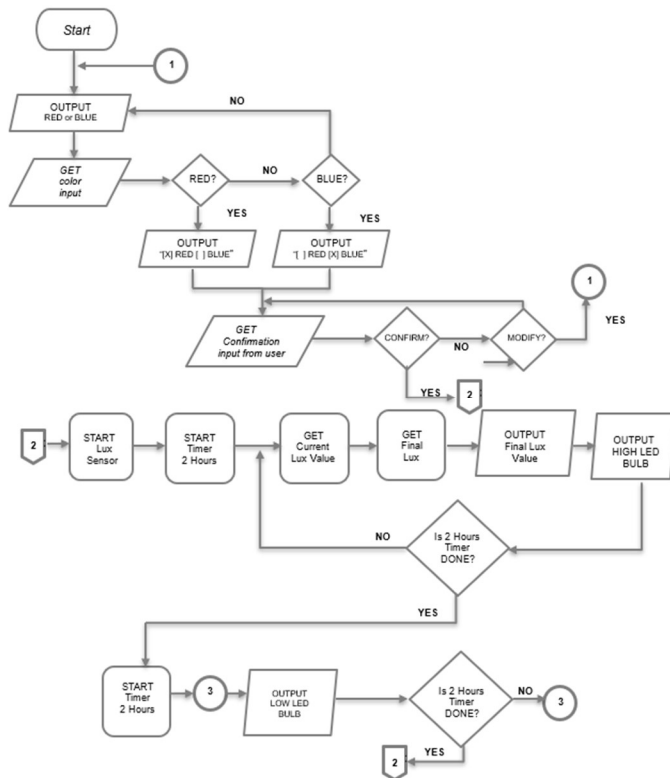 Start
1
OUTPUT
RED or BLUE
NO
GET
color
input
RED?
NO
BLUE?
YES
YES
OUTPUT
"[X] RED [ ] BLUE"
OUTPUT
"[ ] RED [X] BLUE"
1
YES
GET
Confirmation
input from user
CONFIRM?
NO
MODIFY?
YES
2
2
START
Lux
Sensor
START
Timer
2 Hours
GET
Current
Lux Value
GET
Final
Lux
OUTPUT
Final Lux
Value
OUTPUT
HIGH LED
BULB
NO
Is 2 Hours
Timer
DONE?
YES
START
Timer
2 Hours
3
OUTPUT
LOW LED
BULB
Is 2 Hours
Timer
DONE?
NO
3
YES
2